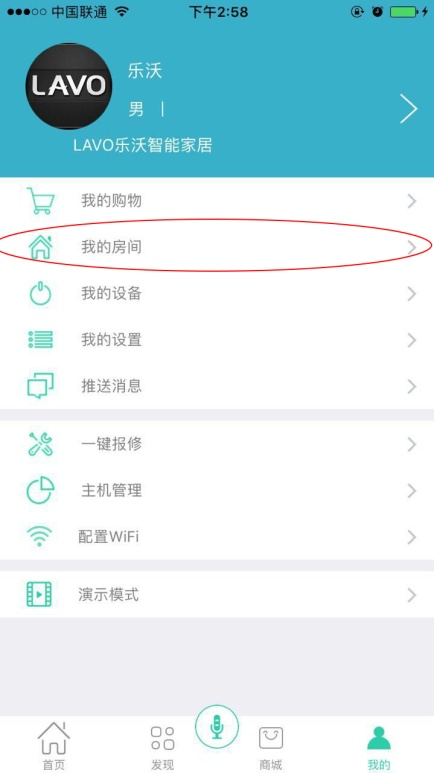 中国联通 下午2:58
LAVO
乐沃
男 |
LAVO乐沃智能家居
我的购物
我的房间
我的设备
我的设置
推送消息
一键报修
主机管理
配置WiFi
演示模式
首页 发现 商城 我的